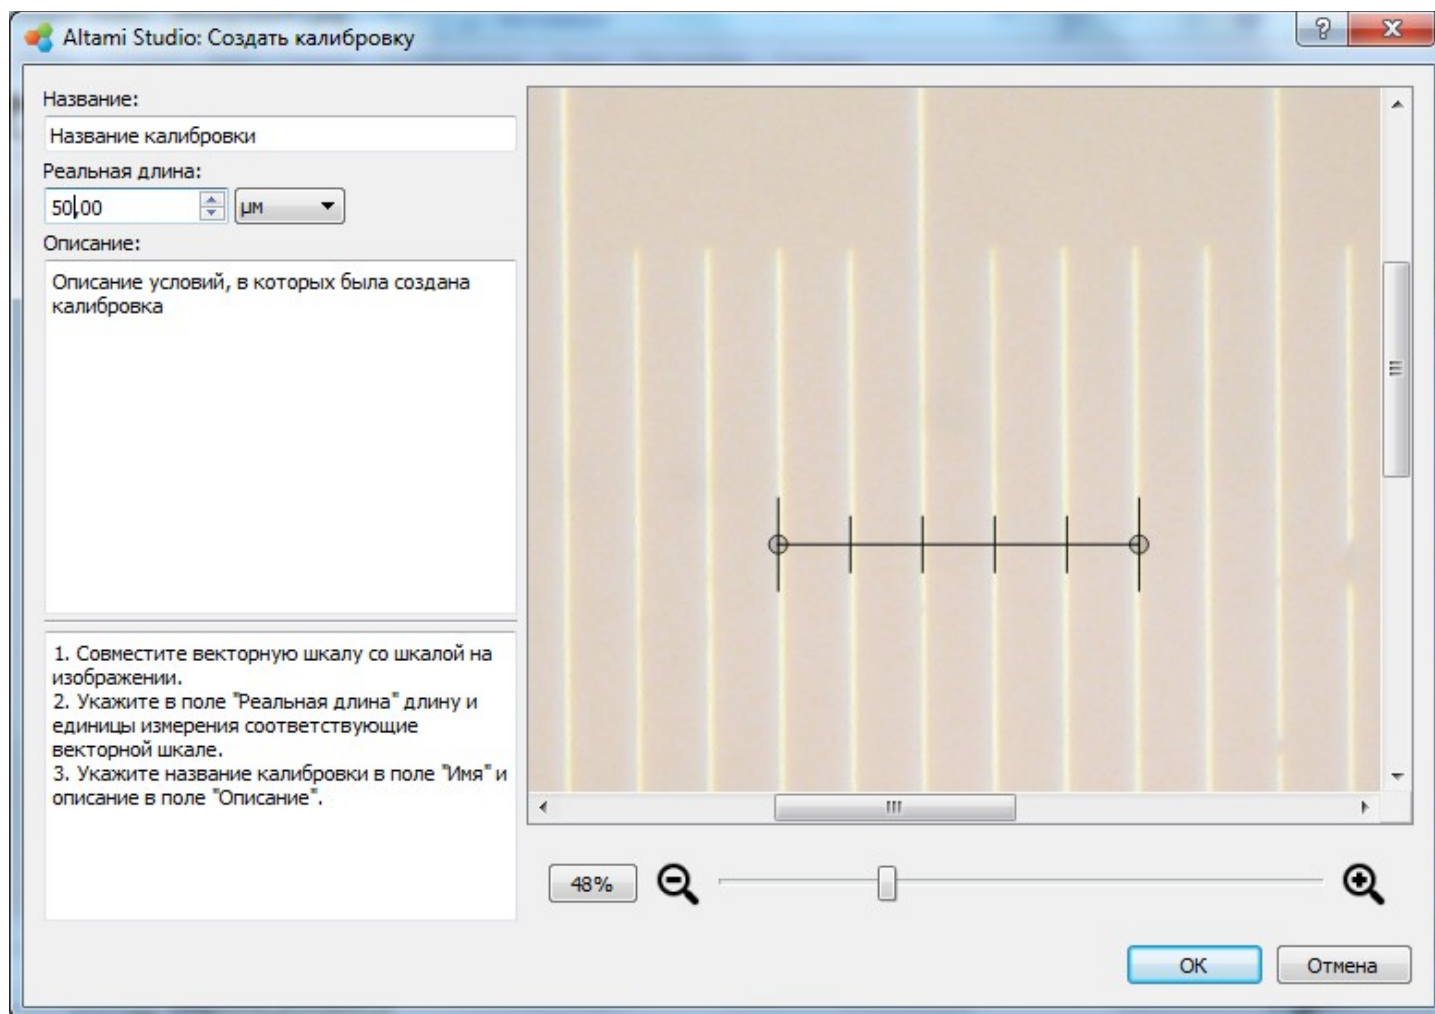 Altami Studio: Создать калибровку
Название:
Название калибровки
Реальная длина:
50,00
µм
Описание:
Описание условий, в которых была создана
калибровка
1. Совместите векторную шкалу со шкалой на
изображении.
2. Укажите в поле "Реальная длина" длину и
единицы измерения соответствующие
векторной шкале.
3. Укажите название калибровки в поле "Имя" и
описание в поле "Описание".
48%
OK
Отмена